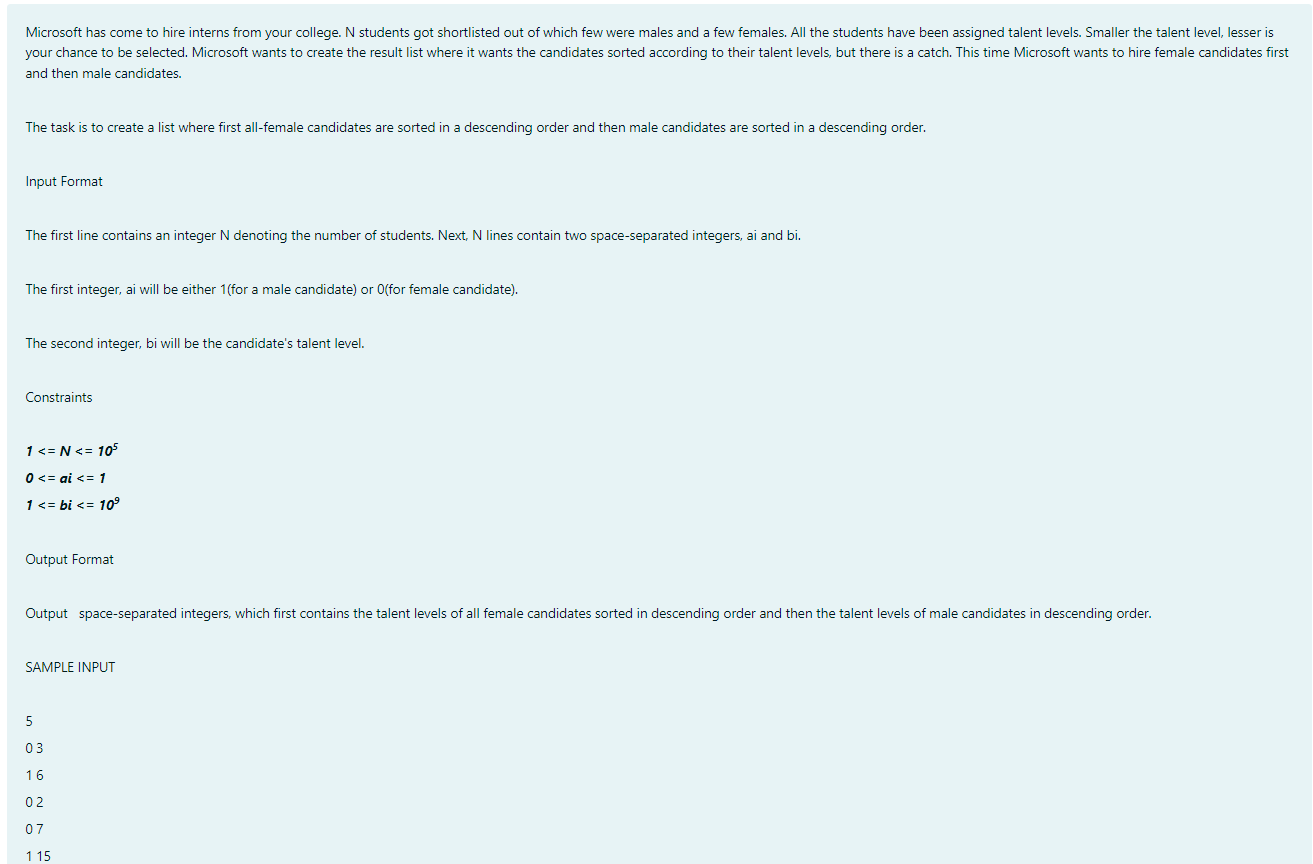 Microsoft has come to hire interns from your college. N students got shortlisted out of which few were males and a few females. All the students have been assigned talent levels. Smaller the talent level, lesser is
your chance to be selected. Microsoft wants to create the result list where it wants the candidates sorted according to their talent levels, but there is a catch. This time Microsoft wants to hire female candidates first
and then male candidates.
The task is to create a list where first all-female candidates are sorted in a descending order and then male candidates are sorted in a descending order.
Input Format
The first line contains an integer N denoting the number of students. Next, N lines contain two space-separated integers, ai and bi.
The first integer, ai will be either 1(for a male candidate) or 0(for female candidate).
The second integer, bi will be the candidate's talent level.
Constraints
1 <= N <= 10⁵
0 <= ai <= 1
1 <= bi <= 10⁹
Output Format
Output space-separated integers, which first contains the talent levels of all female candidates sorted in descending order and then the talent levels of male candidates in descending order.
SAMPLE INPUT
5
0 3
1 6
0 2
0 7
1 15